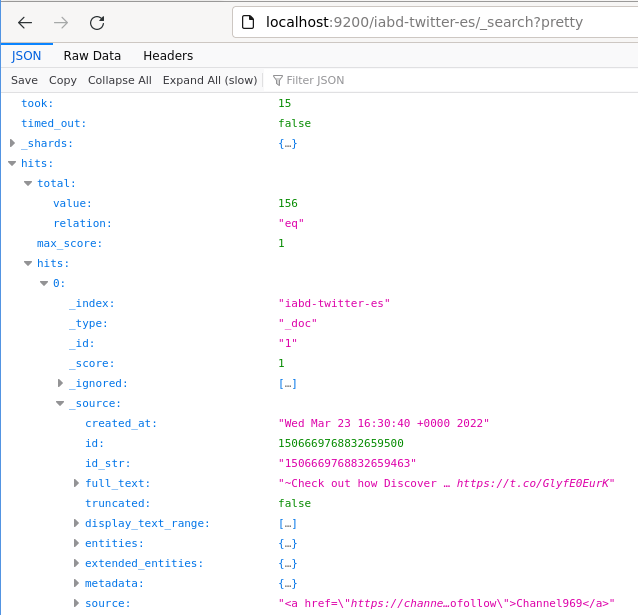 localhost:9200/iabd-twitter-es/_search?pretty
JSON Raw Data Headers
Save Copy Collapse All Expand All (slow) Filter JSON
took: 15
timed_out: false
_shards: {…}
hits:
total:
value: 156
relation: "eq"
max_score: 1
hits:
0:
_index: "iabd-twitter-es"
_type: "_doc"
_id: "1"
_score: 1
_ignored: […]
_source:
created_at: "Wed Mar 23 16:30:40 +0000 2022"
id: 1506669768832659500
id_str: "1506669768832659463"
full_text: "~Check out how Discover … https://t.co/GlyfE0EurK"
truncated: false
display_text_range: […]
entities: {…}
extended_entities: {…}
metadata: {…}
source: "<a href=\"https://channe…ofollow\">Channel969</a>"